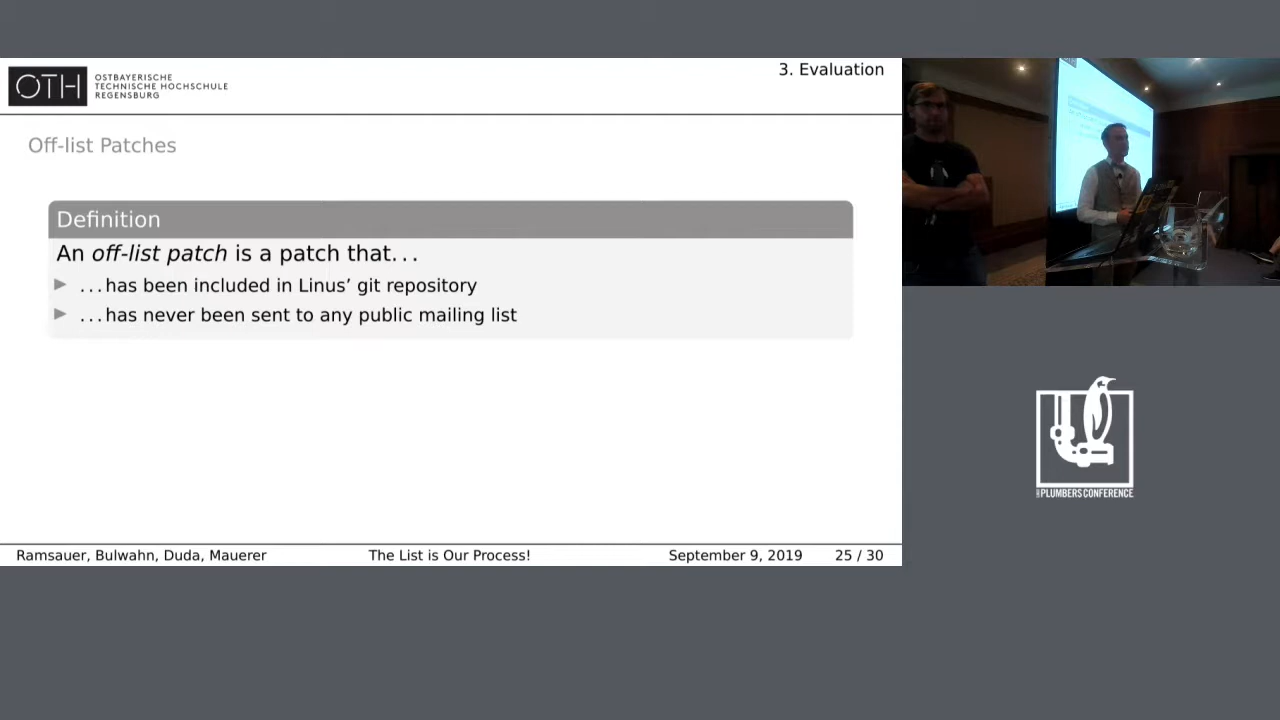 OTH
OSTBAYERISCHE
TECHNISCHE HOCHSCHULE
REGENSBURG
3. Evaluation
Off-list Patches
Definition
An off-list patch is a patch that...
...has been included in Linus’ git repository
...has never been sent to any public mailing list
Ramsauer, Bulwahn, Duda, Mauerer The List is Our Process! September 9, 2019 25 / 30
PLUMBERS CONFERENCE